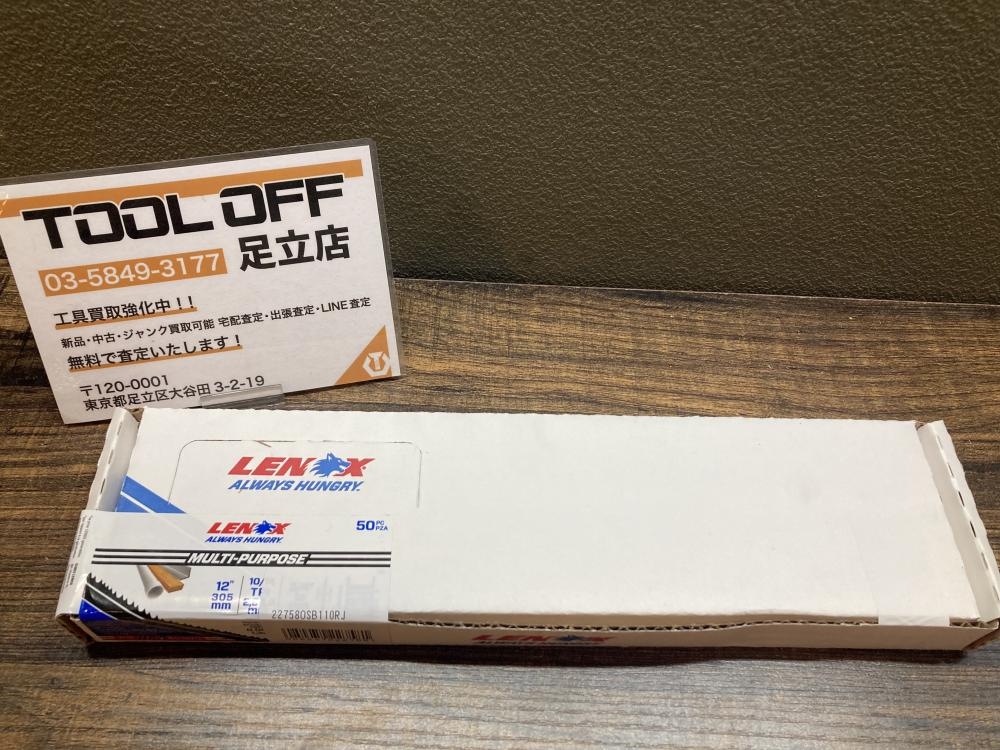 TOOL OFF
足立店
03-5849-3177
工具買取強化中!!
新品・中古・ジャンク買取可能 宅配査定・出張査定・LINE査定
無料で査定いたします!
〒120-0001
東京都足立区大谷田 3-2-19
LENOX
ALWAYS HUNGRY.
LENOX
ALWAYS HUNGRY.
50 PC
PZA
MULTI-PURPOSE
12"
305
mm
10/
227580SB110RJ
LENOX